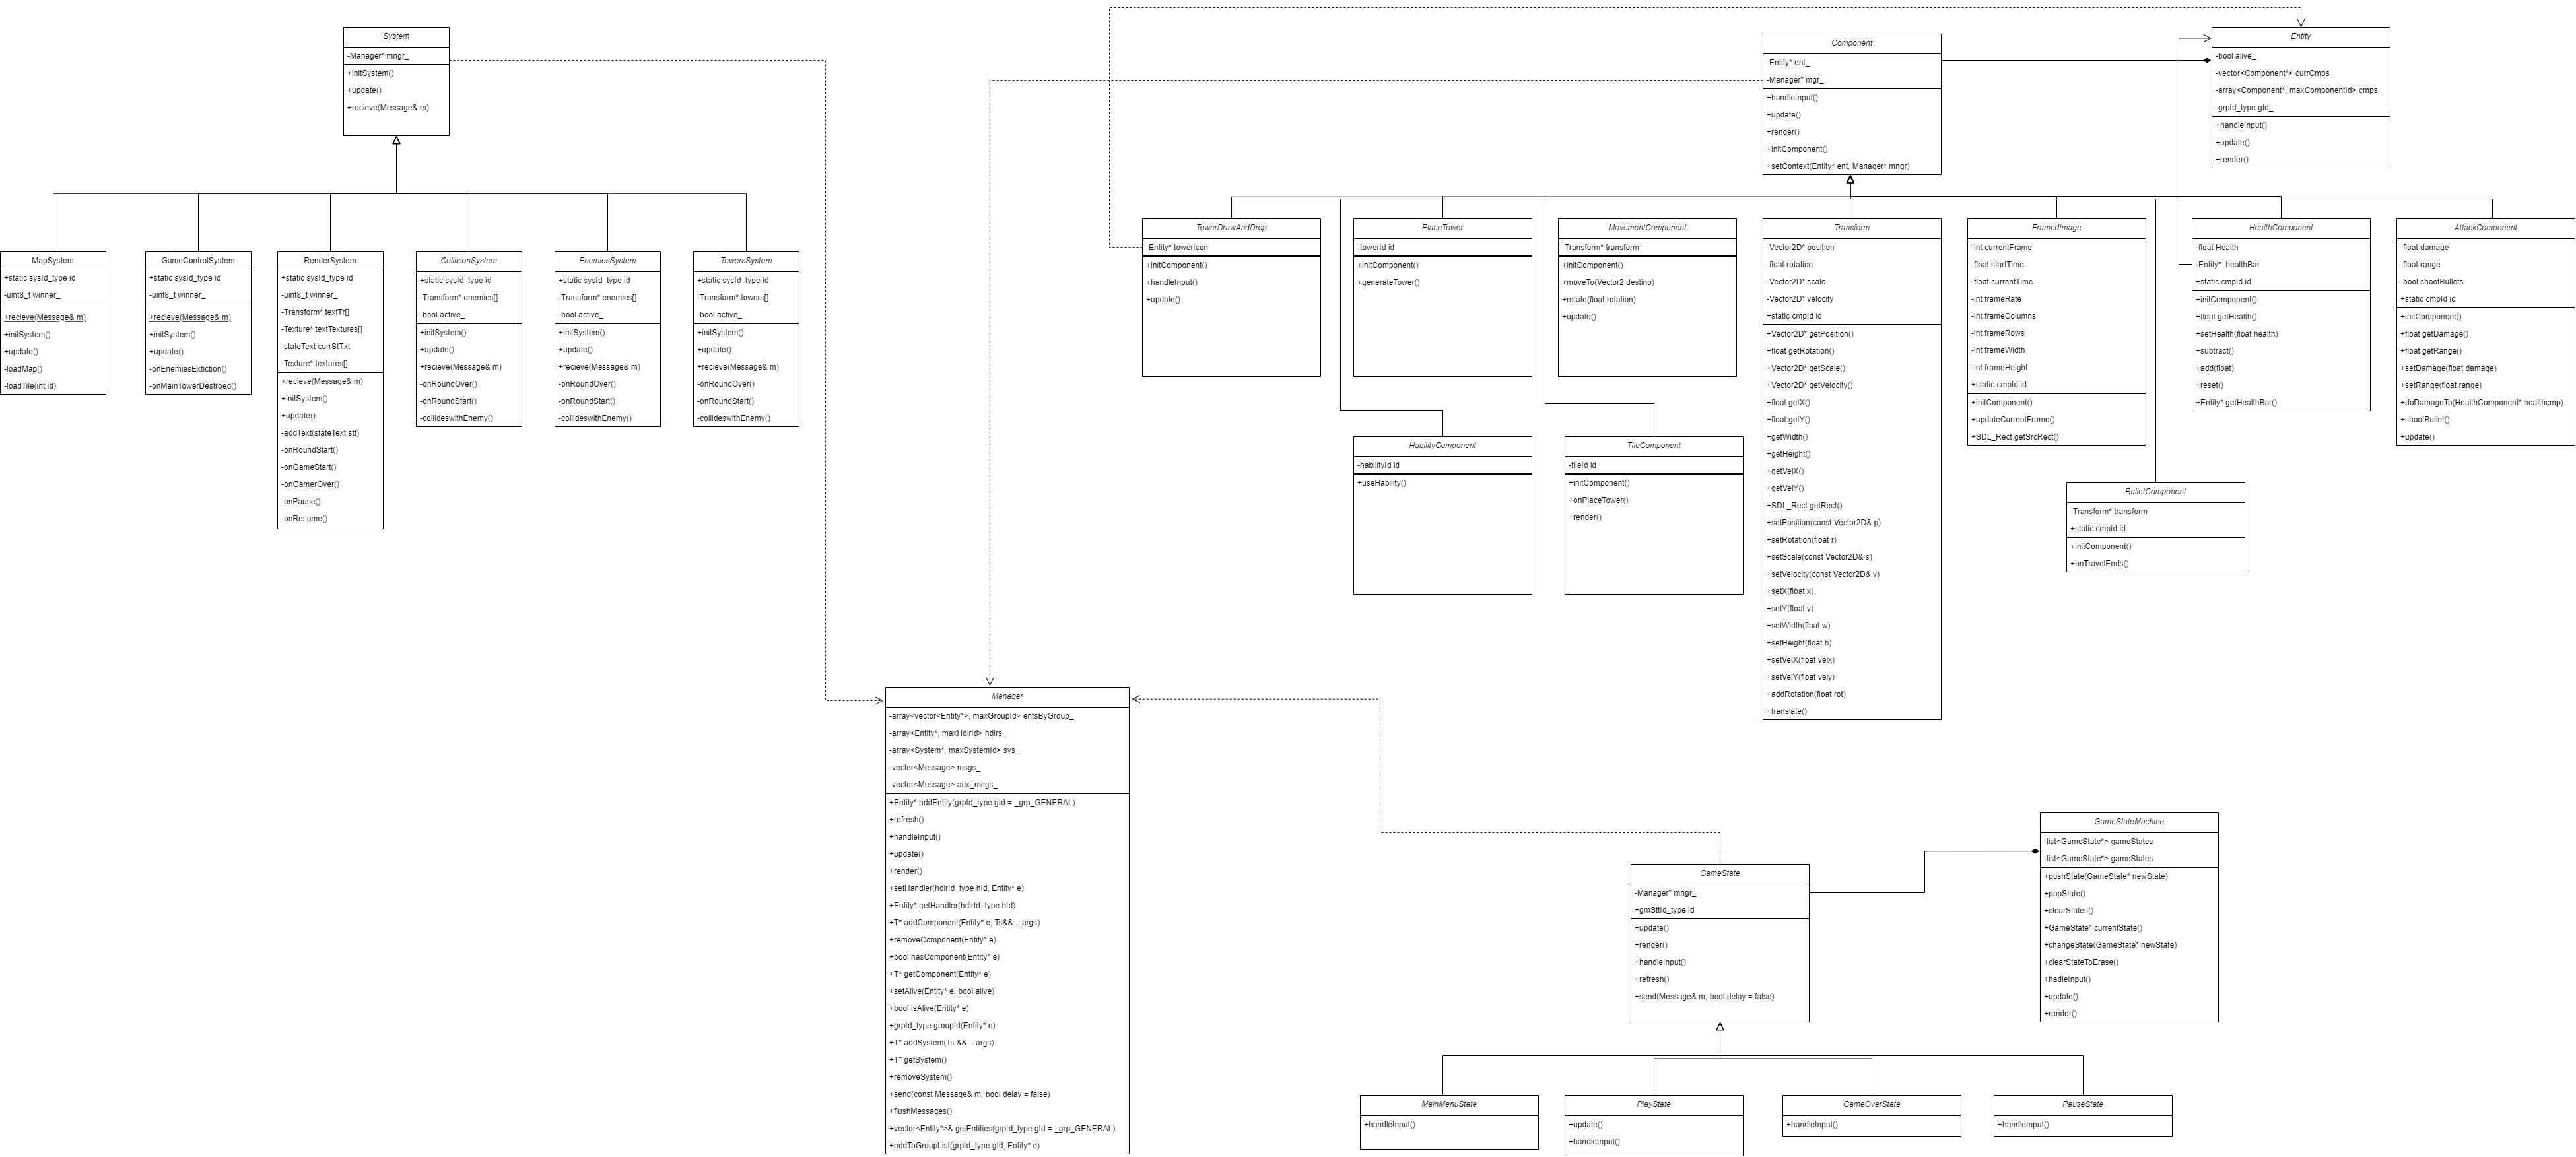 System
-Manager* mngr_
+initSystem()
+update()
+recieve(Message& m)
MapSystem
+static sysId_type id
-uint8_t winner_
+recieve(Message& m)
+initSystem()
+update()
-loadMap()
-loadTile(int id)
GameControlSystem
+static sysId_type id
-uint8_t winner_
+recieve(Message& m)
+initSystem()
+update()
-onEnemiesExtiction()
-onMainTowerDestroed()
RenderSystem
+static sysId_type id
-uint8_t winner_
-Transform* textTr[]
-Texture* textTextures[]
-stateText currStTxt
-Texture* textures[]
+recieve(Message& m)
+initSystem()
+update()
-addText(stateText stt)
-onRoundStart()
-onGameStart()
-onGamerOver()
-onPause()
-onResume()
CollisionSystem
+static sysId_type id
-Transform* enemies[]
-bool active_
+initSystem()
+update()
+recieve(Message& m)
-onRoundOver()
-onRoundStart()
-collideswithEnemy()
EnemiesSystem
+static sysId_type id
-Transform* enemies[]
-bool active_
+initSystem()
+update()
+recieve(Message& m)
-onRoundOver()
-onRoundStart()
-collideswithEnemy()
TowersSystem
+static sysId_type id
-Transform* towers[]
-bool active_
+initSystem()
+update()
+recieve(Message& m)
-onRoundOver()
-onRoundStart()
-collideswithEnemy()
Component
-Entity* ent_
-Manager* mgr_
+handleInput()
+update()
+render()
+initComponent()
+setContext(Entity* ent, Manager* mngr)
Entity
-bool alive_
-vector<Component*> currCmps_
-array<Component*, maxComponentId> cmps_
-grpId_type gId_
+handleInput()
+update()
+render()
TowerDrawAndDrop
-Entity* towerIcon
+initComponent()
+handleInput()
+update()
PlaceTower
-towerId id
+initComponent()
+generateTower()
MovementComponent
-Transform* transform
+initComponent()
+moveTo(Vector2 destino)
+rotate(float rotation)
+update()
Transform
-Vector2D* position
-float rotation
-Vector2D* scale
-Vector2D* velocity
+static cmpId id
+Vector2D* getPosition()
+float getRotation()
+Vector2D* getScale()
+Vector2D* getVelocity()
+float getX()
+float getY()
+getWidth()
+getHeight()
+getVelX()
+getVelY()
+SDL_Rect getRect()
+setPosition(const Vector2D& p)
+setRotation(float r)
+setScale(const Vector2D& s)
+setVelocity(const Vector2D& v)
+setX(float x)
+setY(float y)
+setWidth(float w)
+setHeight(float h)
+setVelX(float velx)
+setVelY(float vely)
+addRotation(float rot)
+translate()
FramedImage
-int currentFrame
-float startTime
-float currentTime
-int frameRate
-int frameColumns
-int frameRows
-int frameWidth
-int frameHeight
+static cmpId id
+initComponent()
+updateCurrentFrame()
+SDL_Rect getSrcRect()
HealthComponent
-float Health
-Entity* healthBar
+static cmpId id
+initComponent()
+float getHealth()
+setHealth(float health)
+subtract()
+add(float)
+reset()
+Entity* getHealthBar()
AttackComponent
-float damage
-float range
-bool shootBullets
+static cmpId id
+initComponent()
+float getDamage()
+float getRange()
+setDamage(float damage)
+setRange(float range)
+doDamageTo(HealthComponent* healthcmp)
+shootBullet()
+update()
HabilityComponent
-habilityId id
+useHability()
TileComponent
-tileId id
+initComponent()
+onPlaceTower()
+render()
BulletComponent
-Transform* transform
+static cmpId id
+initComponent()
+onTravelEnds()
Manager
-array<vector<Entity*>, maxGroupId> entsByGroup_
-array<Entity*, maxHdlrId> hdlrs_
-array<System*, maxSystemId> sys_
-vector<Message> msgs_
-vector<Message> aux_msgs_
+Entity* addEntity(grpId_type gId = _grp_GENERAL)
+refresh()
+handleInput()
+update()
+render()
+setHandler(hdlrId_type hId, Entity* e)
+Entity* getHandler(hdlrId_type hId)
+T* addComponent(Entity* e, Ts&& ...args)
+removeComponent(Entity* e)
+bool hasComponent(Entity* e)
+T* getComponent(Entity* e)
+setAlive(Entity* e, bool alive)
+bool isAlive(Entity* e)
+grpId_type groupId(Entity* e)
+T* addSystem(Ts &&... args)
+T* getSystem()
+removeSystem()
+send(const Message& m, bool delay = false)
+flushMessages()
+vector<Entity*>& getEntities(grpId_type gId = _grp_GENERAL)
+addToGroupList(grpId_type gId, Entity* e)
GameState
-Manager* mngr_
+gmSttId_type id
+update()
+render()
+handleInput()
+refresh()
+send(Message& m, bool delay = false)
GameStateMachine
-list<GameState*> gameStates
-list<GameState*> gameStates
+pushState(GameState* newState)
+popState()
+clearStates()
+GameState* currentState()
+changeState(GameState* newState)
+clearStateToErase()
+hadleInput()
+update()
+render()
MainMenuState
+handleInput()
PlayState
+update()
+handleInput()
GameOverState
+handleInput()
PauseState
+handleInput()